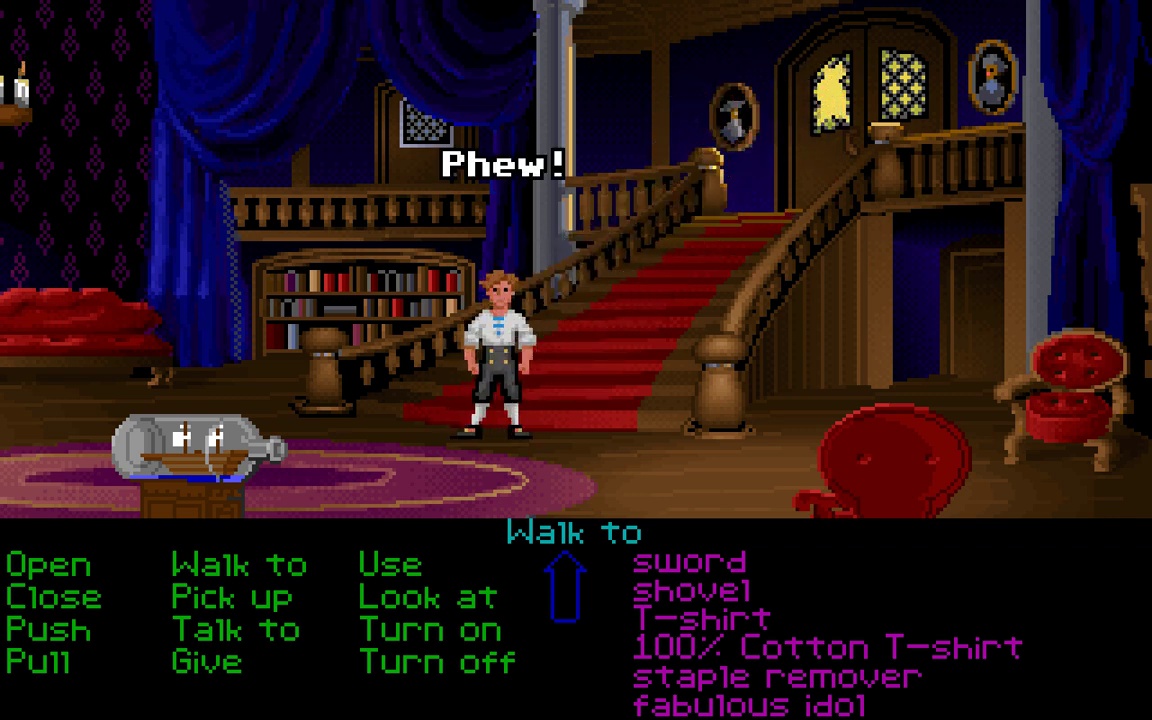 Phew!
Walk to
Open Walk to Use
Close Pick up Look at
Push Talk to Turn on
Pull Give Turn off
sword
shovel
T-shirt
100% Cotton T-shirt
staple remover
fabulous idol